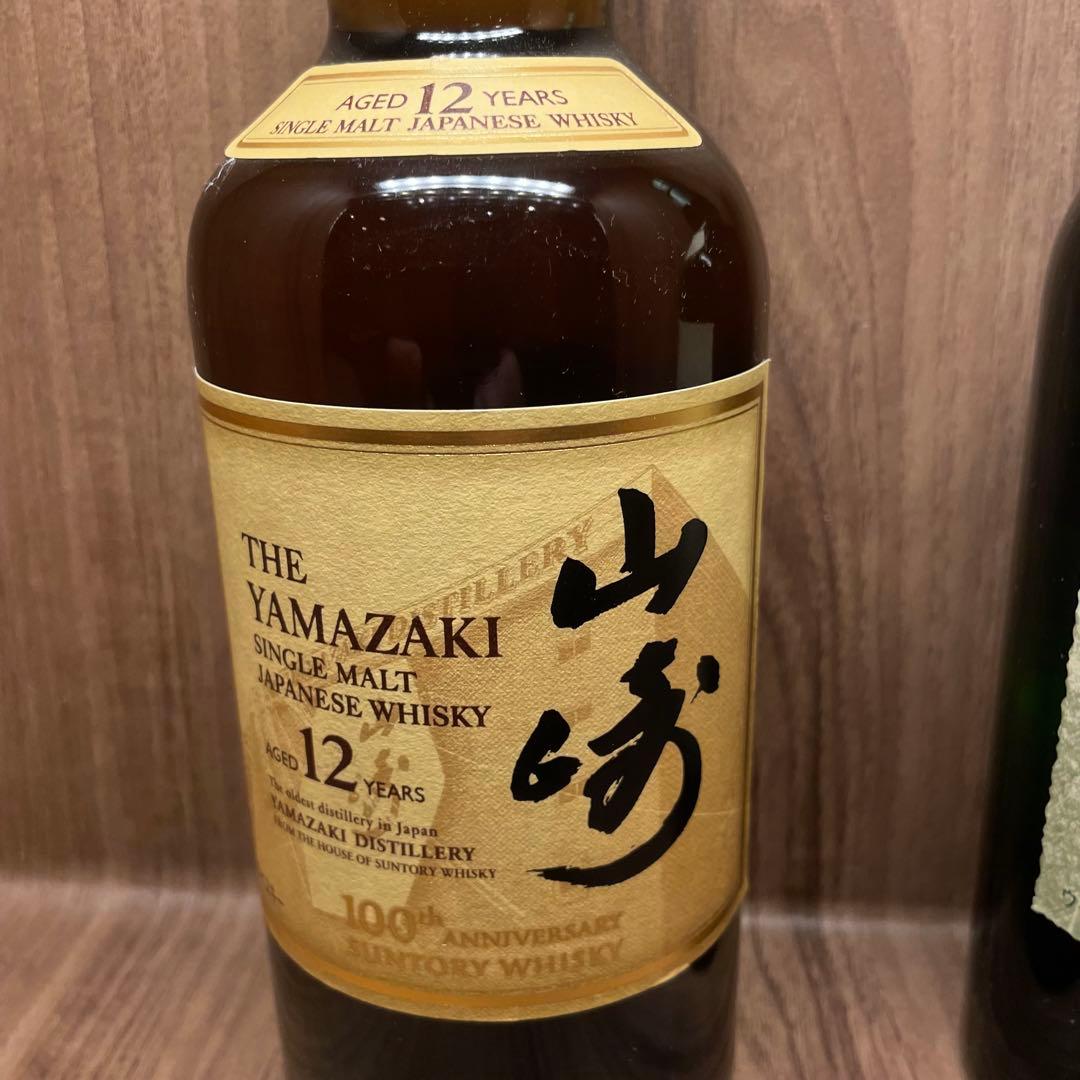 AGED 12 YEARS
SINGLE MALT JAPANESE WHISKY
DISTILLERY
THE
YAMAZAKI
SINGLE MALT
JAPANESE WHISKY
AGED 12 YEARS
The oldest distillery in Japan
YAMAZAKI DISTILLERY
FROM THE HOUSE OF SUNTORY WHISKY
山崎
100th ANNIVERSARY
SUNTORY WHISKY